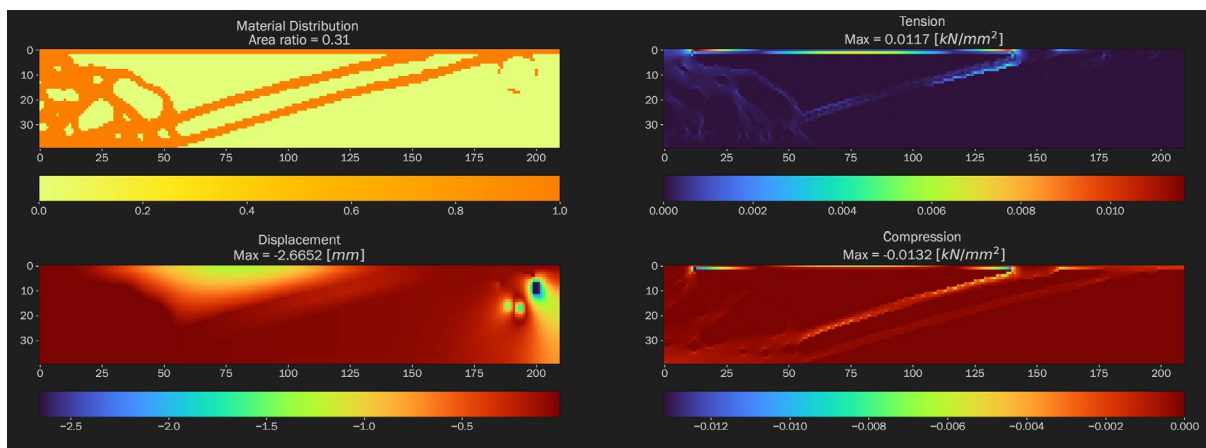 Material Distribution
Area ratio = 0.31
0
10
20
30
0 25 50 75 100 125 150 175 200
0.0 0.2 0.4 0.6 0.8 1.0
Tension
Max = 0.0117 [kN/mm²]
0
10
20
30
0 25 50 75 100 125 150 175 200
0.000 0.002 0.004 0.006 0.008 0.010
Displacement
Max = -2.6652 [mm]
0
10
20
30
0 25 50 75 100 125 150 175 200
−2.5 −2.0 −1.5 −1.0 −0.5
Compression
Max = -0.0132 [kN/mm²]
0
10
20
30
0 25 50 75 100 125 150 175 200
−0.012 −0.010 −0.008 −0.006 −0.004 −0.002 0.000